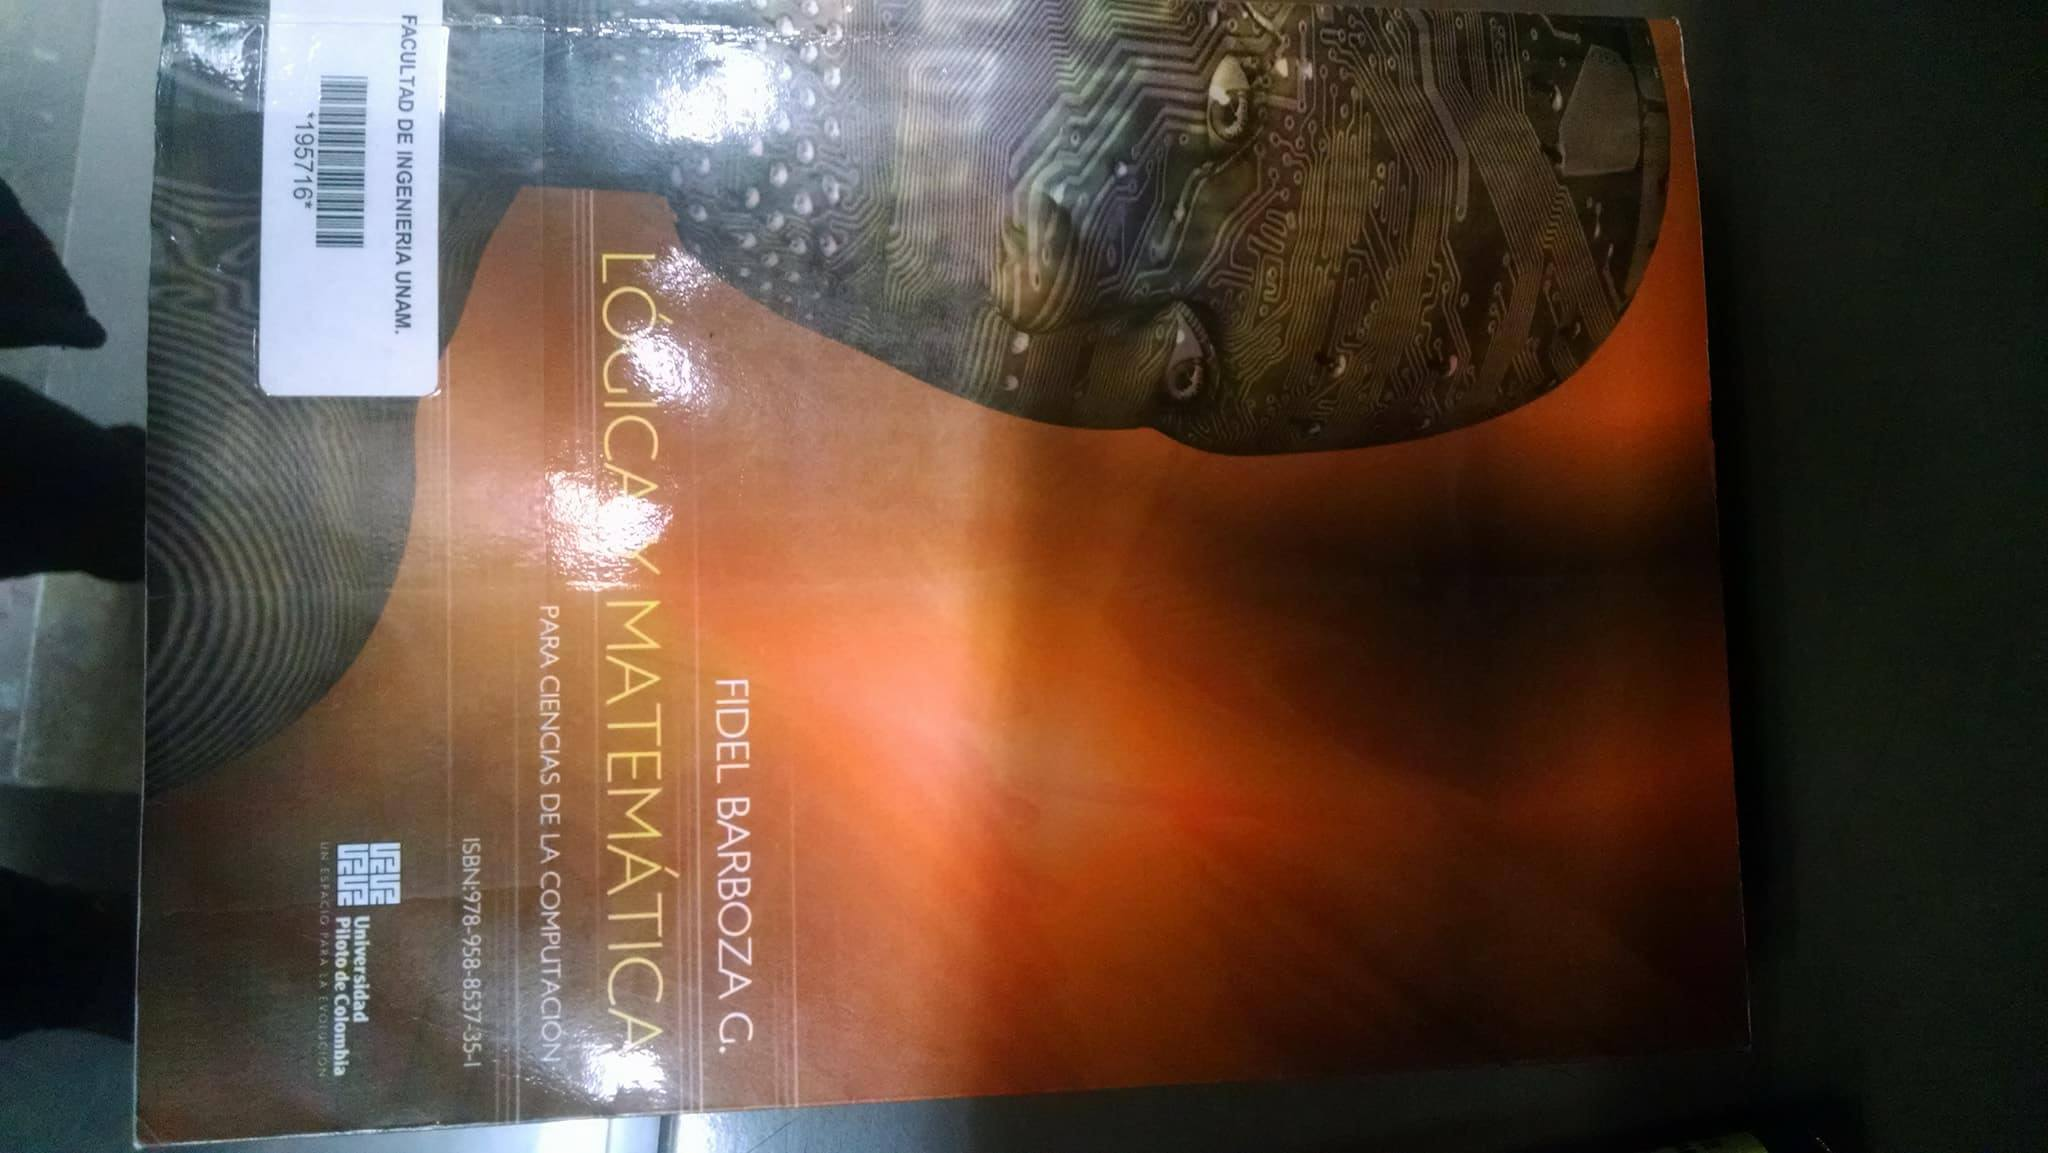 FIDEL BARBOZA G.
LÓGICA Y MATEMÁTICA
PARA CIENCIAS DE LA COMPUTACIÓN
ISBN:978-958-8537-35-1
FACULTAD DE INGENIERIA UNAM.
*195716*
Universidad
Piloto de Colombia
UN ESPACIO PARA LA EVOLUCIÓN